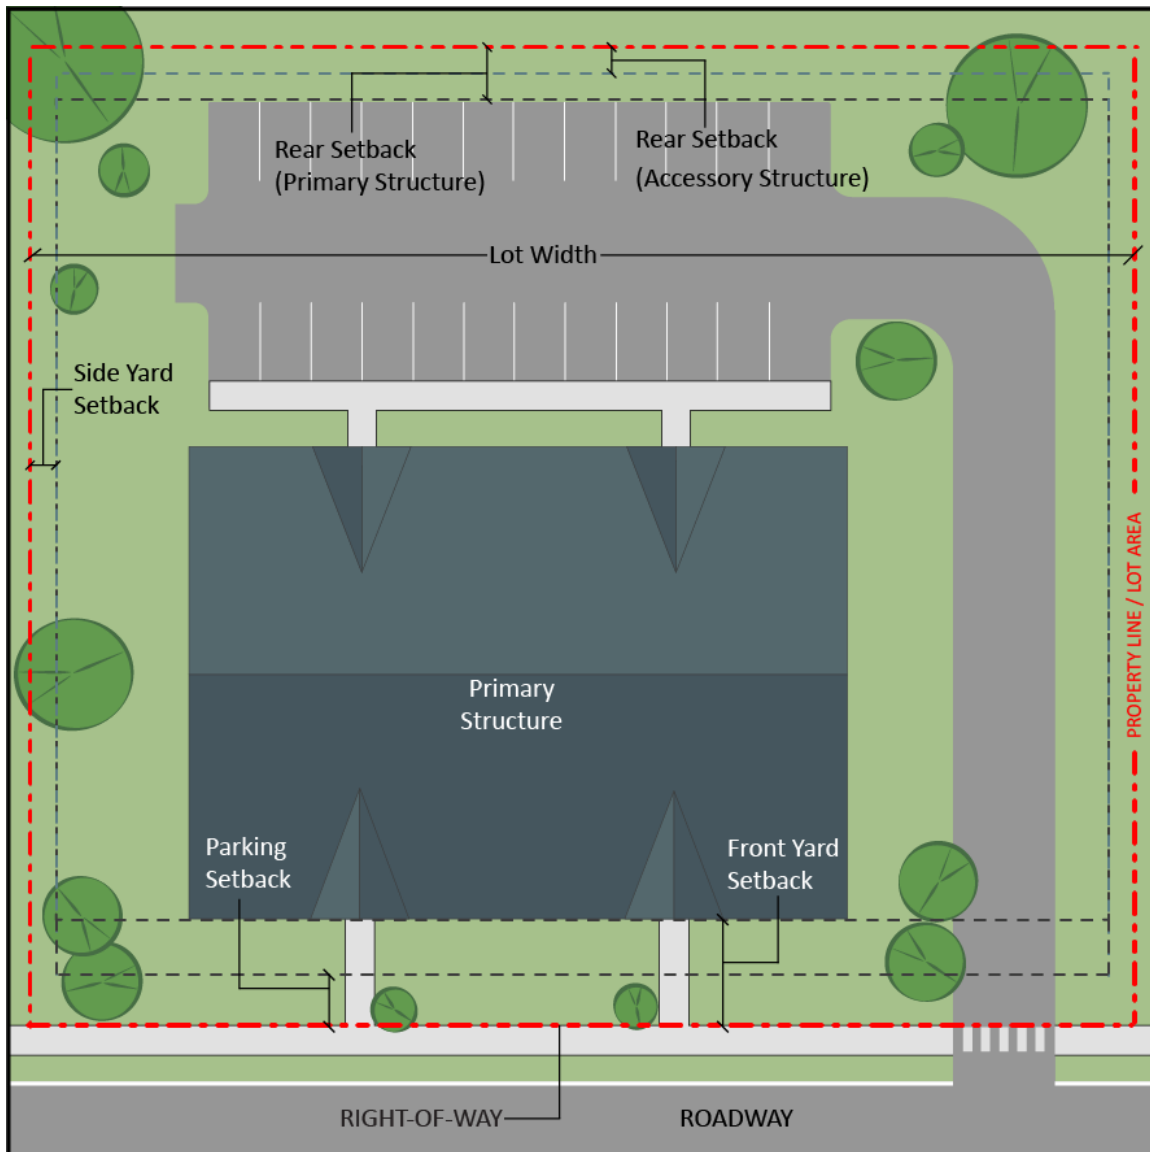 Rear Setback
(Primary Structure)
Rear Setback
(Accessory Structure)
Lot Width
Side Yard
Setback
PROPERTY LINE / LOT AREA
Primary
Structure
Parking
Setback
Front Yard
Setback
RIGHT-OF-WAY
ROADWAY